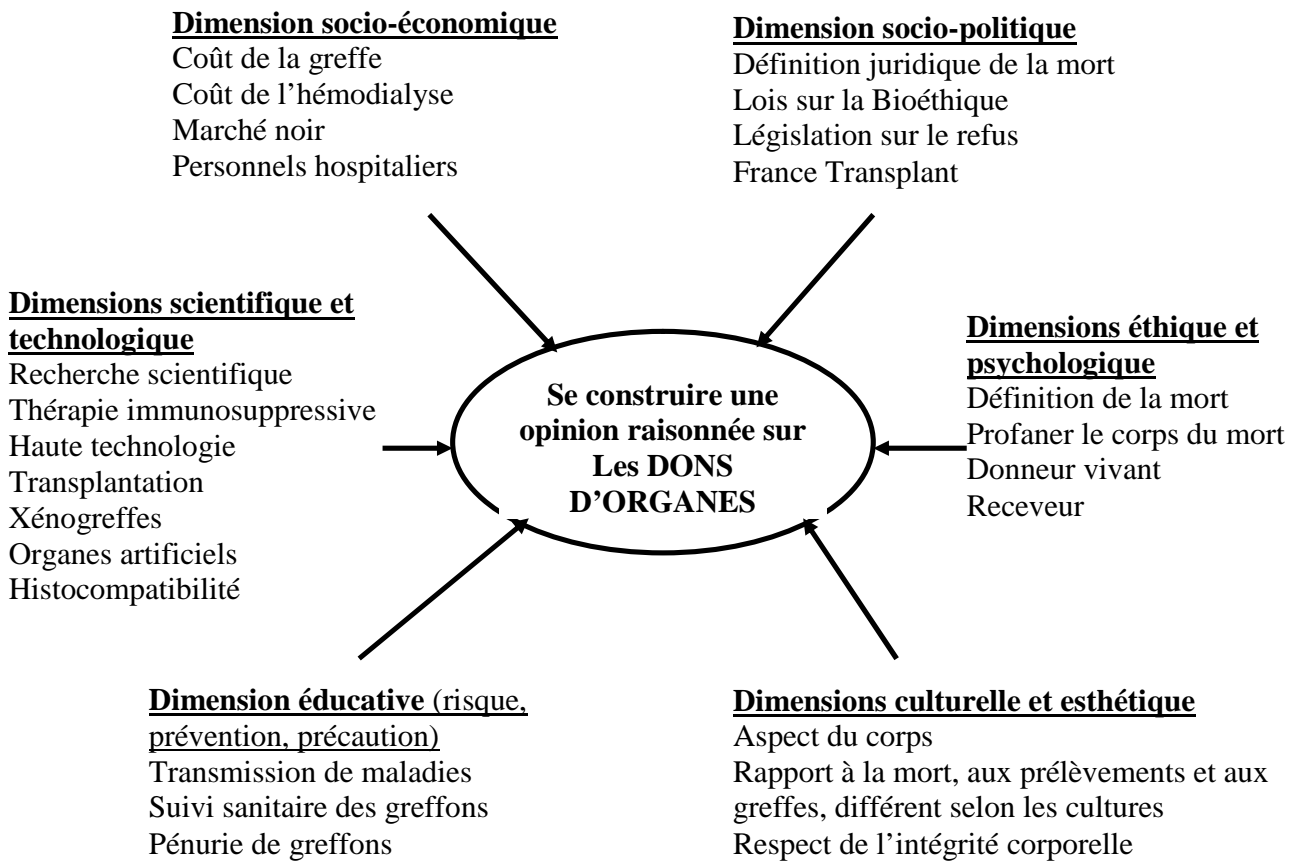 Dimension socio-économique
Coût de la greffe
Coût de l’hémodialyse
Marché noir
Personnels hospitaliers
Dimension socio-politique
Définition juridique de la mort
Lois sur la Bioéthique
Législation sur le refus
France Transplant
Dimensions scientifique et
technologique
Recherche scientifique
Thérapie immunosuppressive
Haute technologie
Transplantation
Xénogreffes
Organes artificiels
Histocompatibilité
Se construire une
opinion raisonnée sur
Les DONS
D’ORGANES
Dimensions éthique et
psychologique
Définition de la mort
Profaner le corps du mort
Donneur vivant
Receveur
Dimension éducative (risque,
prévention, précaution)
Transmission de maladies
Suivi sanitaire des greffons
Pénurie de greffons
Dimensions culturelle et esthétique
Aspect du corps
Rapport à la mort, aux prélèvements et aux
greffes, différent selon les cultures
Respect de l’intégrité corporelle